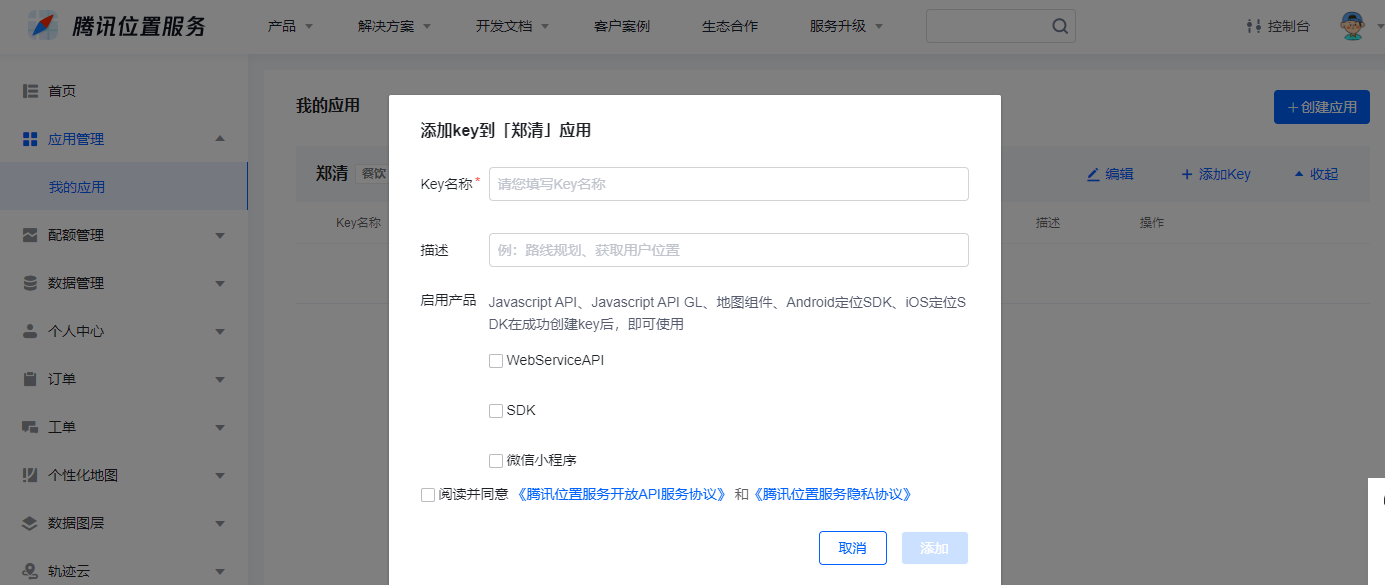 腾讯位置服务
产品 解决方案 开发文档 客户案例 生态合作 服务升级 控制台
首页
应用管理
我的应用
配额管理
数据管理
个人中心
订单
工单
个性化地图
数据图层
轨迹云
我的应用
+创建应用
郑清 餐饮
编辑 + 添加Key 收起
Key名称 描述 操作
添加key到「郑清」应用
Key名称* 请您填写Key名称
描述 例：路线规划、获取用户位置
启用产品 Javascript API、Javascript API GL、地图组件、Android定位SDK、iOS定位S
DK在成功创建key后，即可使用
WebServiceAPI
SDK
微信小程序
阅读并同意《腾讯位置服务开放API服务协议》 和《腾讯位置服务隐私协议》
取消 添加